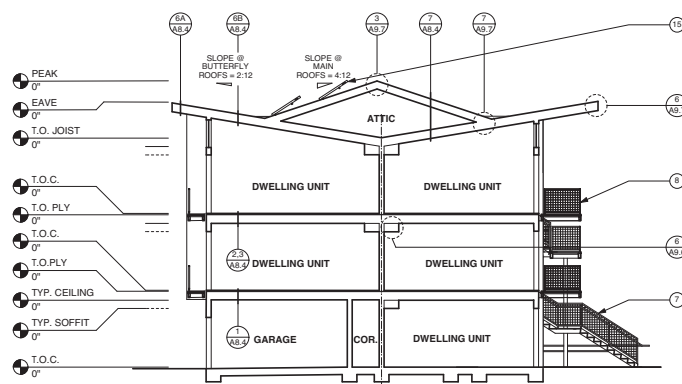 6A
A8.4
6B
A8.4
3
A9.7
7
A8.4
7
A9.7
15
SLOPE @
BUTTERFLY
ROOFS = 2:12
SLOPE @
MAIN
ROOFS = 4:12
PEAK
0"
EAVE
0"
6
T.O. JOIST
0"
ATTIC
T.O.C.
0"
DWELLING UNIT
DWELLING UNIT
8
T.O. PLY
0"
T.O.C.
0"
6
2,3
A8.4
DWELLING UNIT
DWELLING UNIT
T.O.PLY
0"
TYP. CEILING
0"
7
TYP. SOFFIT
0"
1
A8.4
GARAGE
COR.
DWELLING UNIT
T.O.C.
0"